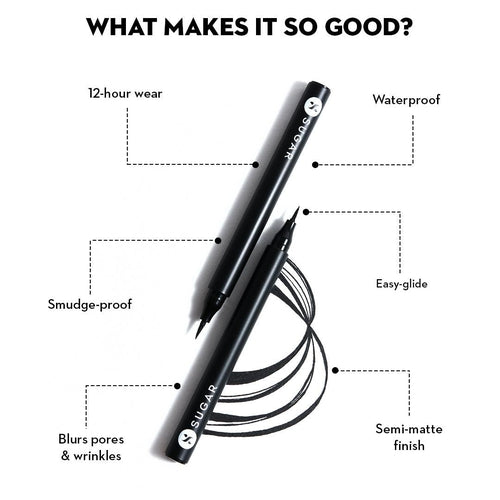 WHAT MAKES IT SO GOOD?
12-hour wear
Waterproof
SUGAR
Easy-glide
Smudge-proof
SUGAR
Blurs pores
& wrinkles
Semi-matte
finish